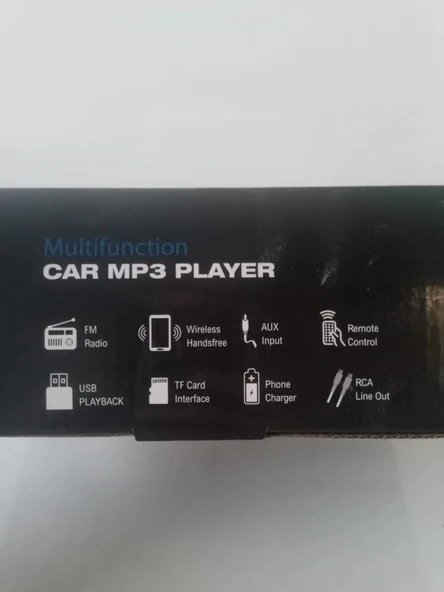 Multifunction
CAR MP3 PLAYER
FM
Radio
Wireless
Handsfree
AUX
Input
Remote
Control
USB
PLAYBACK
TF Card
Interface
Phone
Charger
RCA
Line Out